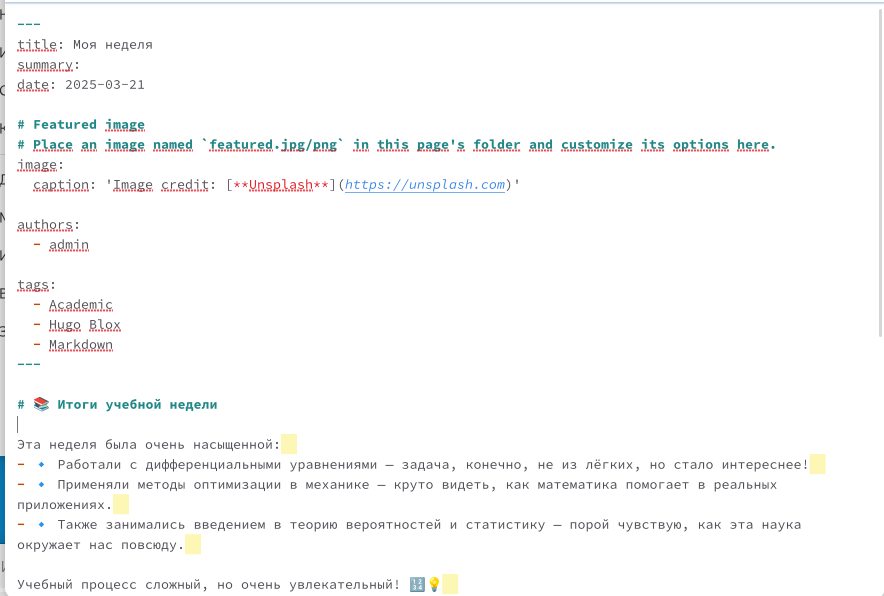 ---
title: Моя неделя
summary:
date: 2025-03-21
# Featured image
# Place an image named `featured.jpg/png` in this page's folder and customize its options here.
image:
  caption: 'Image credit: [**Unsplash**](https://unsplash.com)'
authors:
  - admin
tags:
  - Academic
  - Hugo Blox
  - Markdown
---
# 📚 Итоги учебной недели
Эта неделя была очень насыщенной:
- 🔹 Работали с дифференциальными уравнениями — задача, конечно, не из лёгких, но стало интереснее!
- 🔹 Применяли методы оптимизации в механике — круто видеть, как математика помогает в реальных
приложениях.
- 🔹 Также занимались введением в теорию вероятностей и статистику — порой чувствую, как эта наука
окружает нас повсюду.
Учебный процесс сложный, но очень увлекательный! 🔢💡